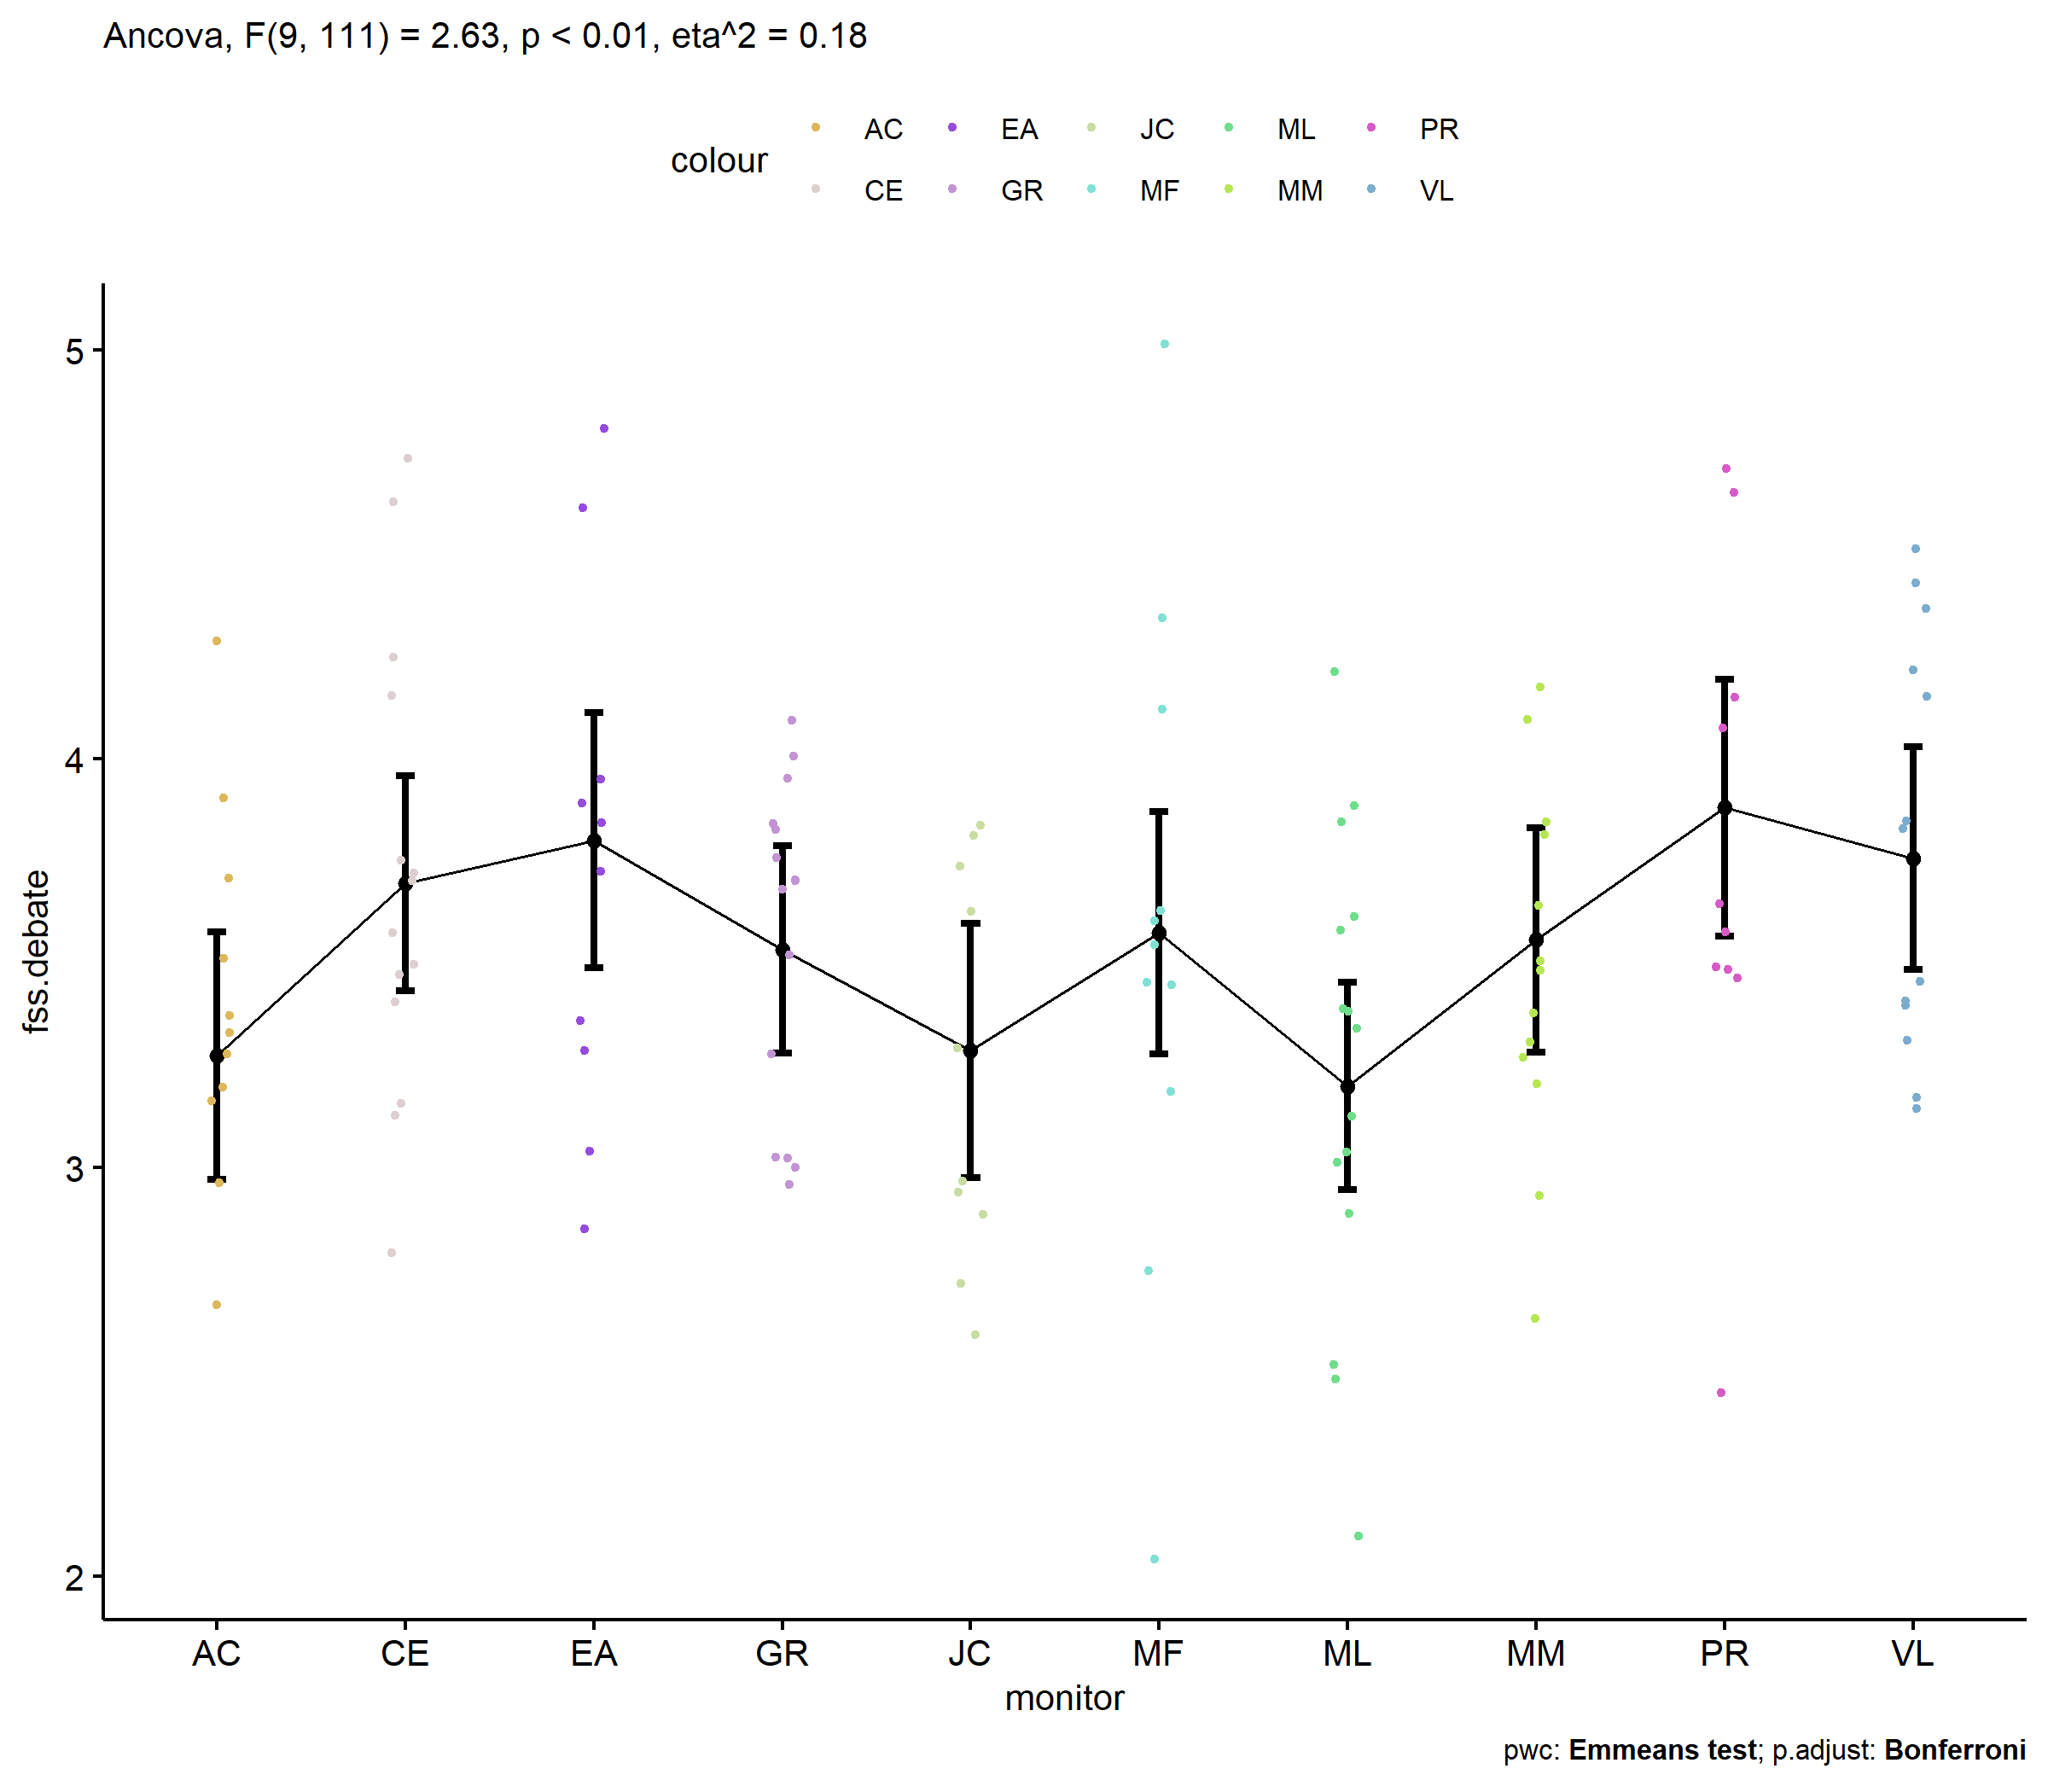 Ancova, F(9, 111) = 2.63, p < 0.01, eta^2 = 0.18
colour
AC EA JC ML PR
CE GR MF MM VL
fss.debate
5
4
3
2
AC CE EA GR JC MF ML MM PR VL
monitor
pwc: Emmeans test; p.adjust: Bonferroni